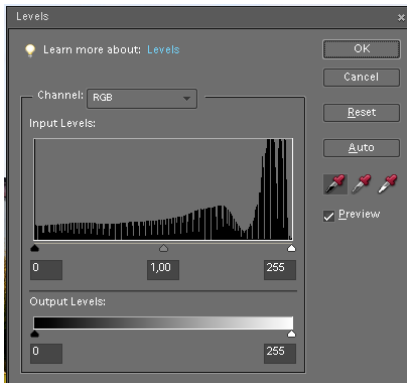 Levels x
Learn more about: Levels
OK
Cancel
Channel: RGB
Reset
Input Levels:
Auto
Preview
0 1,00 255
Output Levels:
0 255